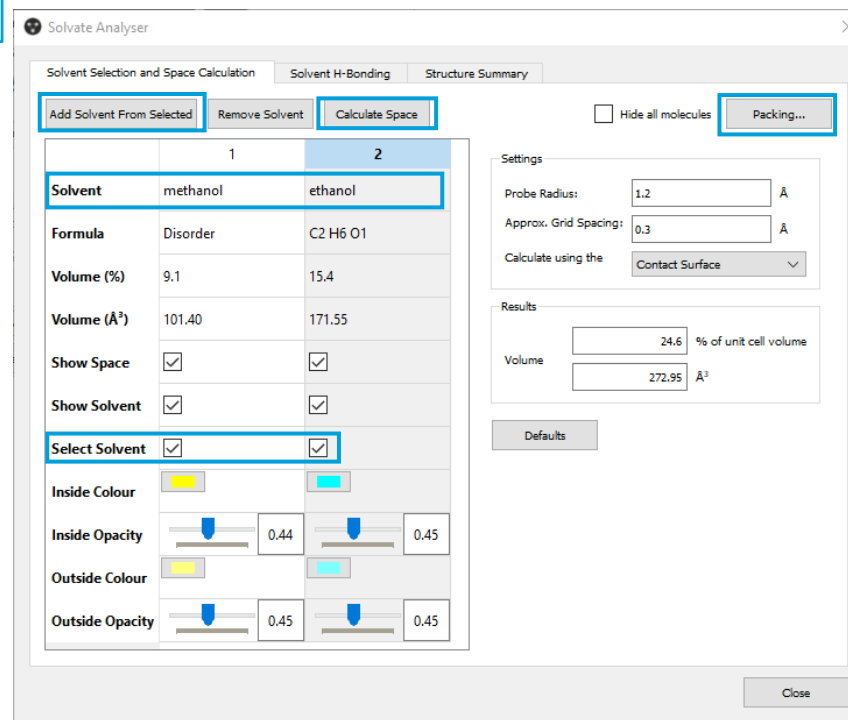 Solvate Analyser
Solvent Selection and Space Calculation Solvent H-Bonding Structure Summary
Add Solvent From Selected Remove Solvent Calculate Space Hide all molecules Packing...
1 2
Solvent methanol ethanol
Formula Disorder C2 H6 O1
Volume (%) 9.1 15.4
Volume (Å³) 101.40 171.55
Show Space
Show Solvent
Select Solvent
Inside Colour
Inside Opacity 0.44 0.45
Outside Colour
Outside Opacity 0.45 0.45
Settings
Probe Radius: 1.2 Å
Approx. Grid Spacing: 0.3 Å
Calculate using the Contact Surface
Results
Volume 24.6 % of unit cell volume
272.95 Å³
Defaults
Close